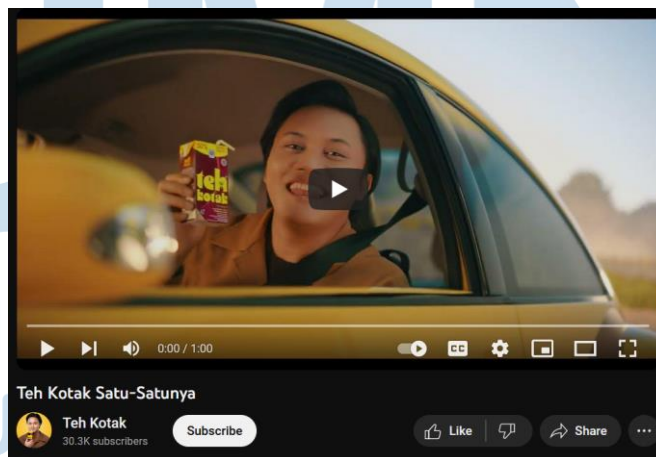 teh
kotak
0:00 / 1:00
CC
Teh Kotak Satu-Satunya
Teh Kotak
30.3K subscribers
Subscribe
Like
Share